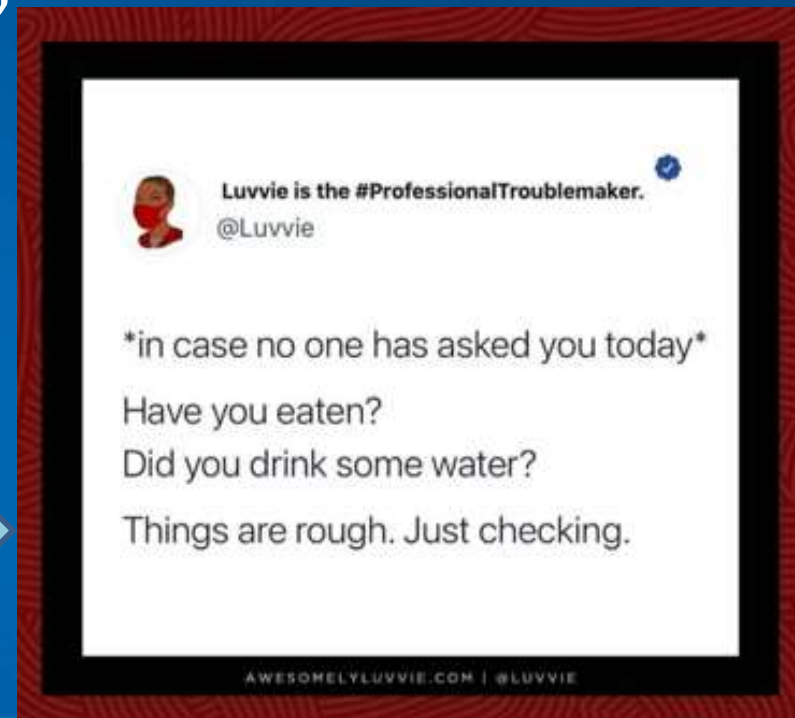 Luvvie is the #ProfessionalTroublemaker.
@Luvvie
*in case no one has asked you today*
Have you eaten?
Did you drink some water?
Things are rough. Just checking.
AWESOMELYLUVVIE.COM | @LUVVIE